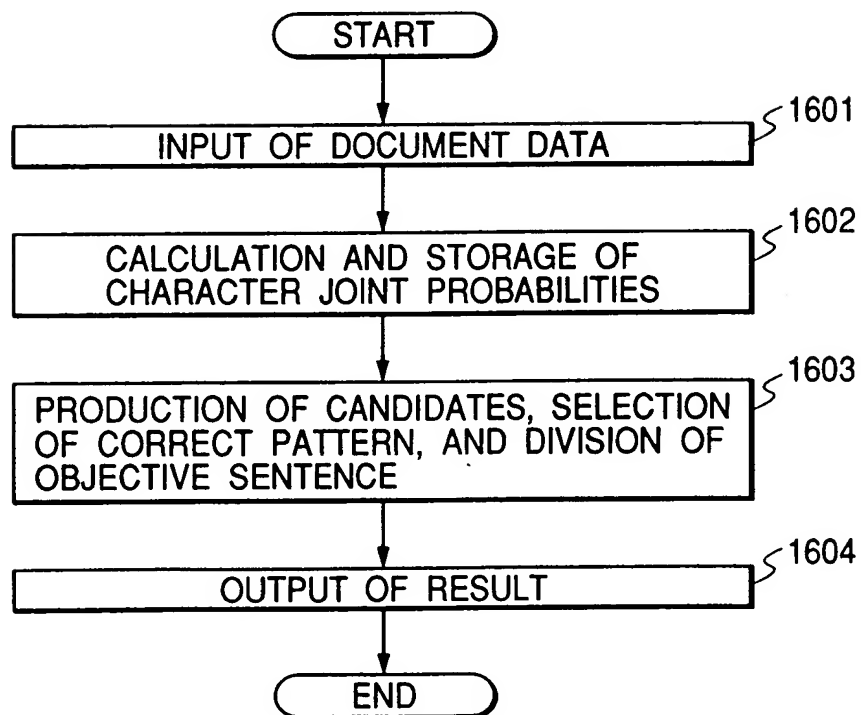 START
1601
INPUT OF DOCUMENT DATA
1602
CALCULATION AND STORAGE OF
CHARACTER JOINT PROBABILITIES
1603
PRODUCTION OF CANDIDATES, SELECTION
OF CORRECT PATTERN, AND DIVISION OF
OBJECTIVE SENTENCE
1604
OUTPUT OF RESULT
END